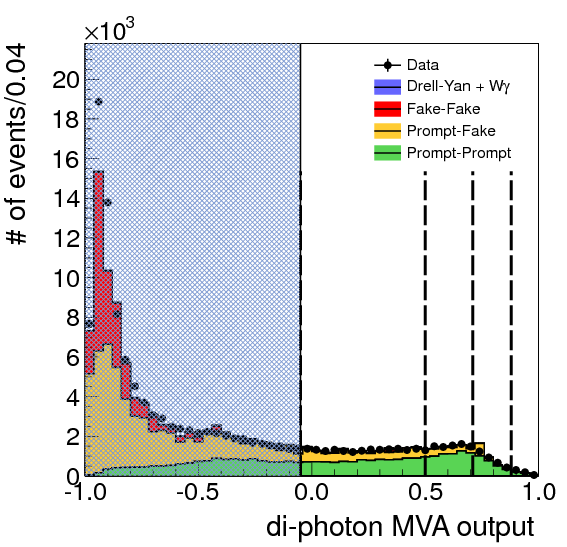 ×10³
# of events/0.04
20
18
16
14
12
10
8
6
4
2
0
Data
Drell-Yan + Wγ
Fake-Fake
Prompt-Fake
Prompt-Prompt
-1.0 -0.5 0.0 0.5 1.0
di-photon MVA output